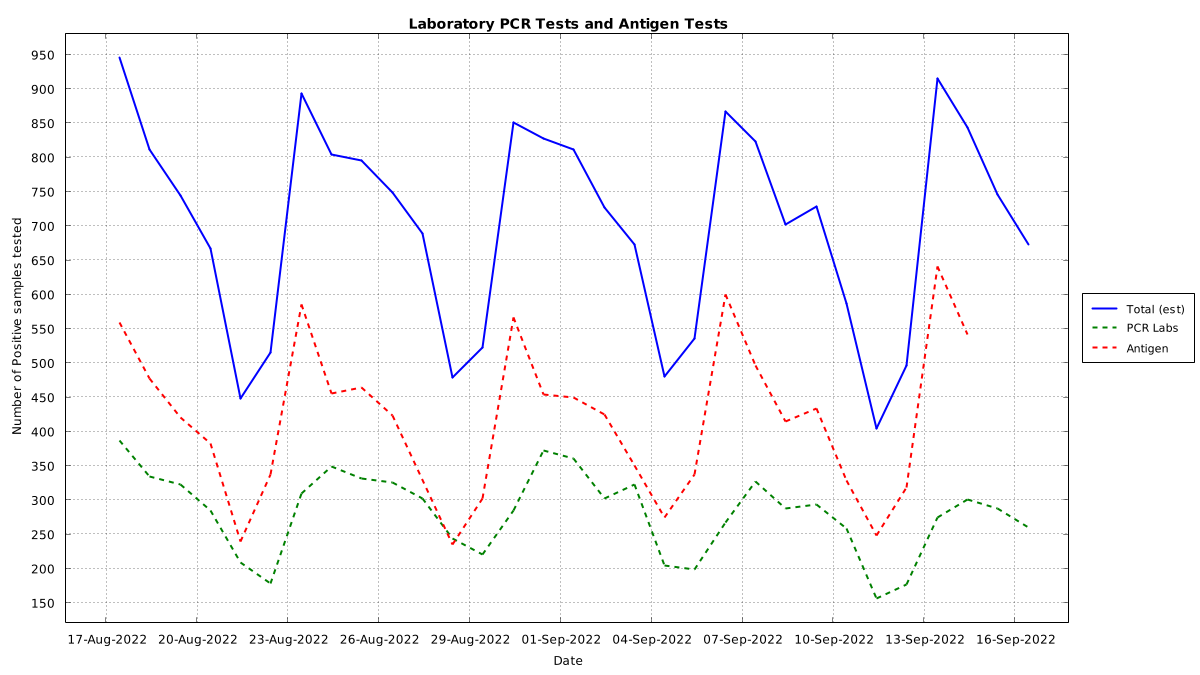 Laboratory PCR Tests and Antigen Tests
950
900
850
800
750
700
650
600
550
500
450
400
350
300
250
200
150
Number of Positive samples tested
17-Aug-2022 20-Aug-2022 23-Aug-2022 26-Aug-2022 29-Aug-2022 01-Sep-2022 04-Sep-2022 07-Sep-2022 10-Sep-2022 13-Sep-2022 16-Sep-2022
Date
Total (est)
PCR Labs
Antigen